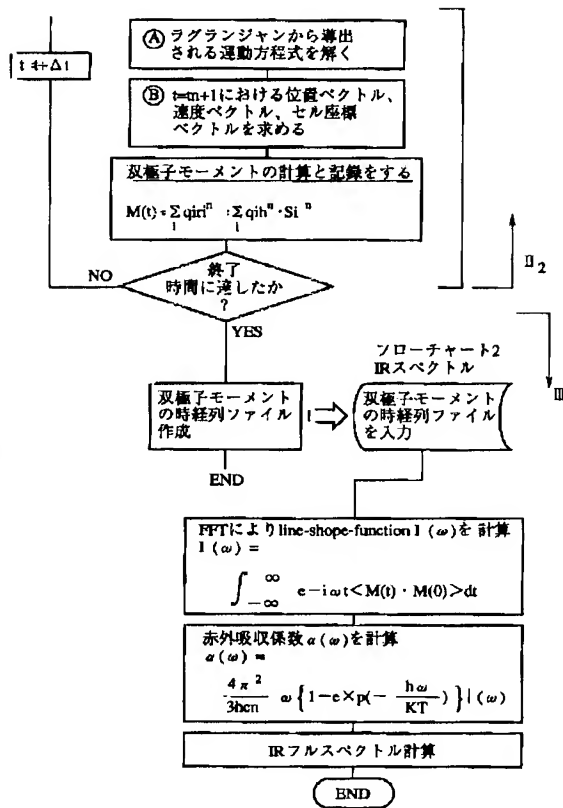 Ⓐ ラグランジャンから導出
される運動方程式を解く
t t+Δt
Ⓑ t=tn+1における位置ベクトル、
速度ベクトル、セル座標
ベクトルを求める
双極子モーメントの計算と記録をする
M(t) = Σ qiri^n = Σ qih^n・Si^n
i i
II2
NO
終了
時間に達したか
?
YES
フローチャート2
IRスペクトル
III
双極子モーメント
の時経列ファイル
作成
双極子モーメント
の時経列ファイル
を入力
END
FFTによりline-shope-function I (ω)を計算
I (ω) =
∫ ∞ −∞ e−iωt<M(t)・M(0)>dt
赤外吸収係数α(ω)を計算
α(ω) =
4π² / 3hcn ω{1−e×p(− hω / KT )}I(ω)
IRフルスペクトル計算
END